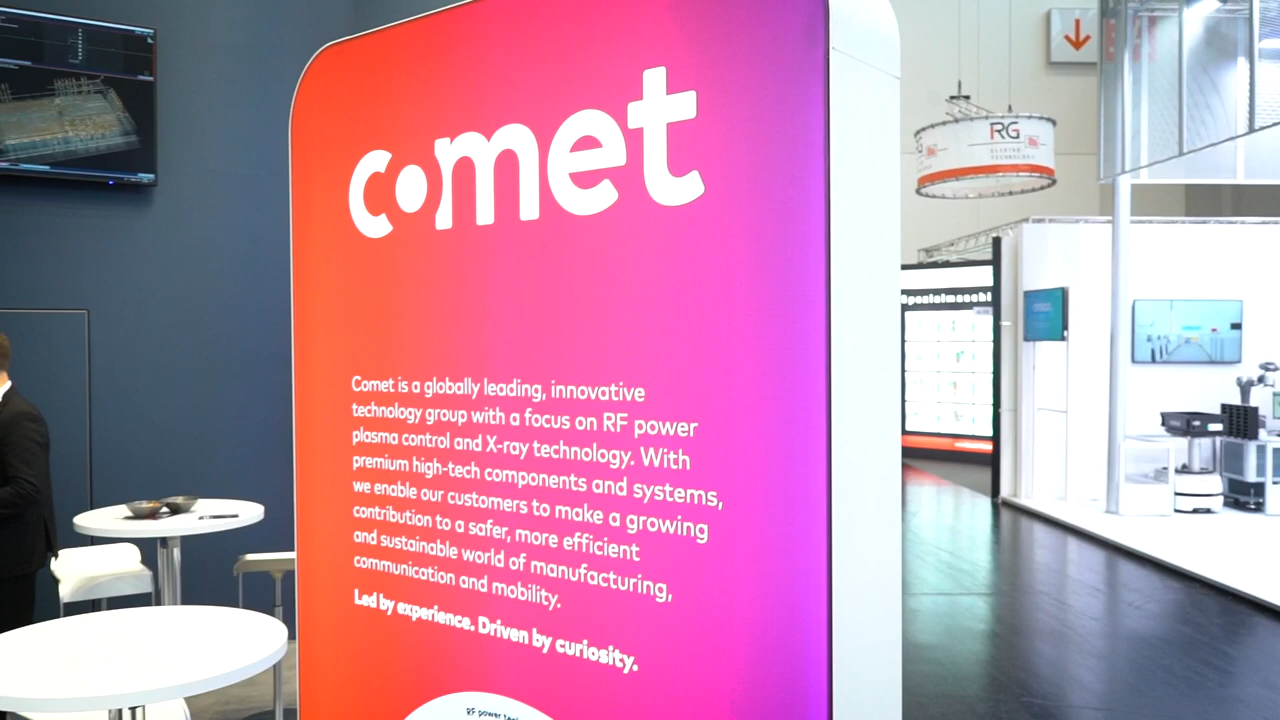 comet
Comet is a globally leading, innovative
technology group with a focus on RF power
plasma control and X-ray technology. With
premium high-tech components and systems,
we enable our customers to make a growing
contribution to a safer, more efficient
and sustainable world of manufacturing,
communication and mobility.
Led by experience. Driven by curiosity.
RF power
RG